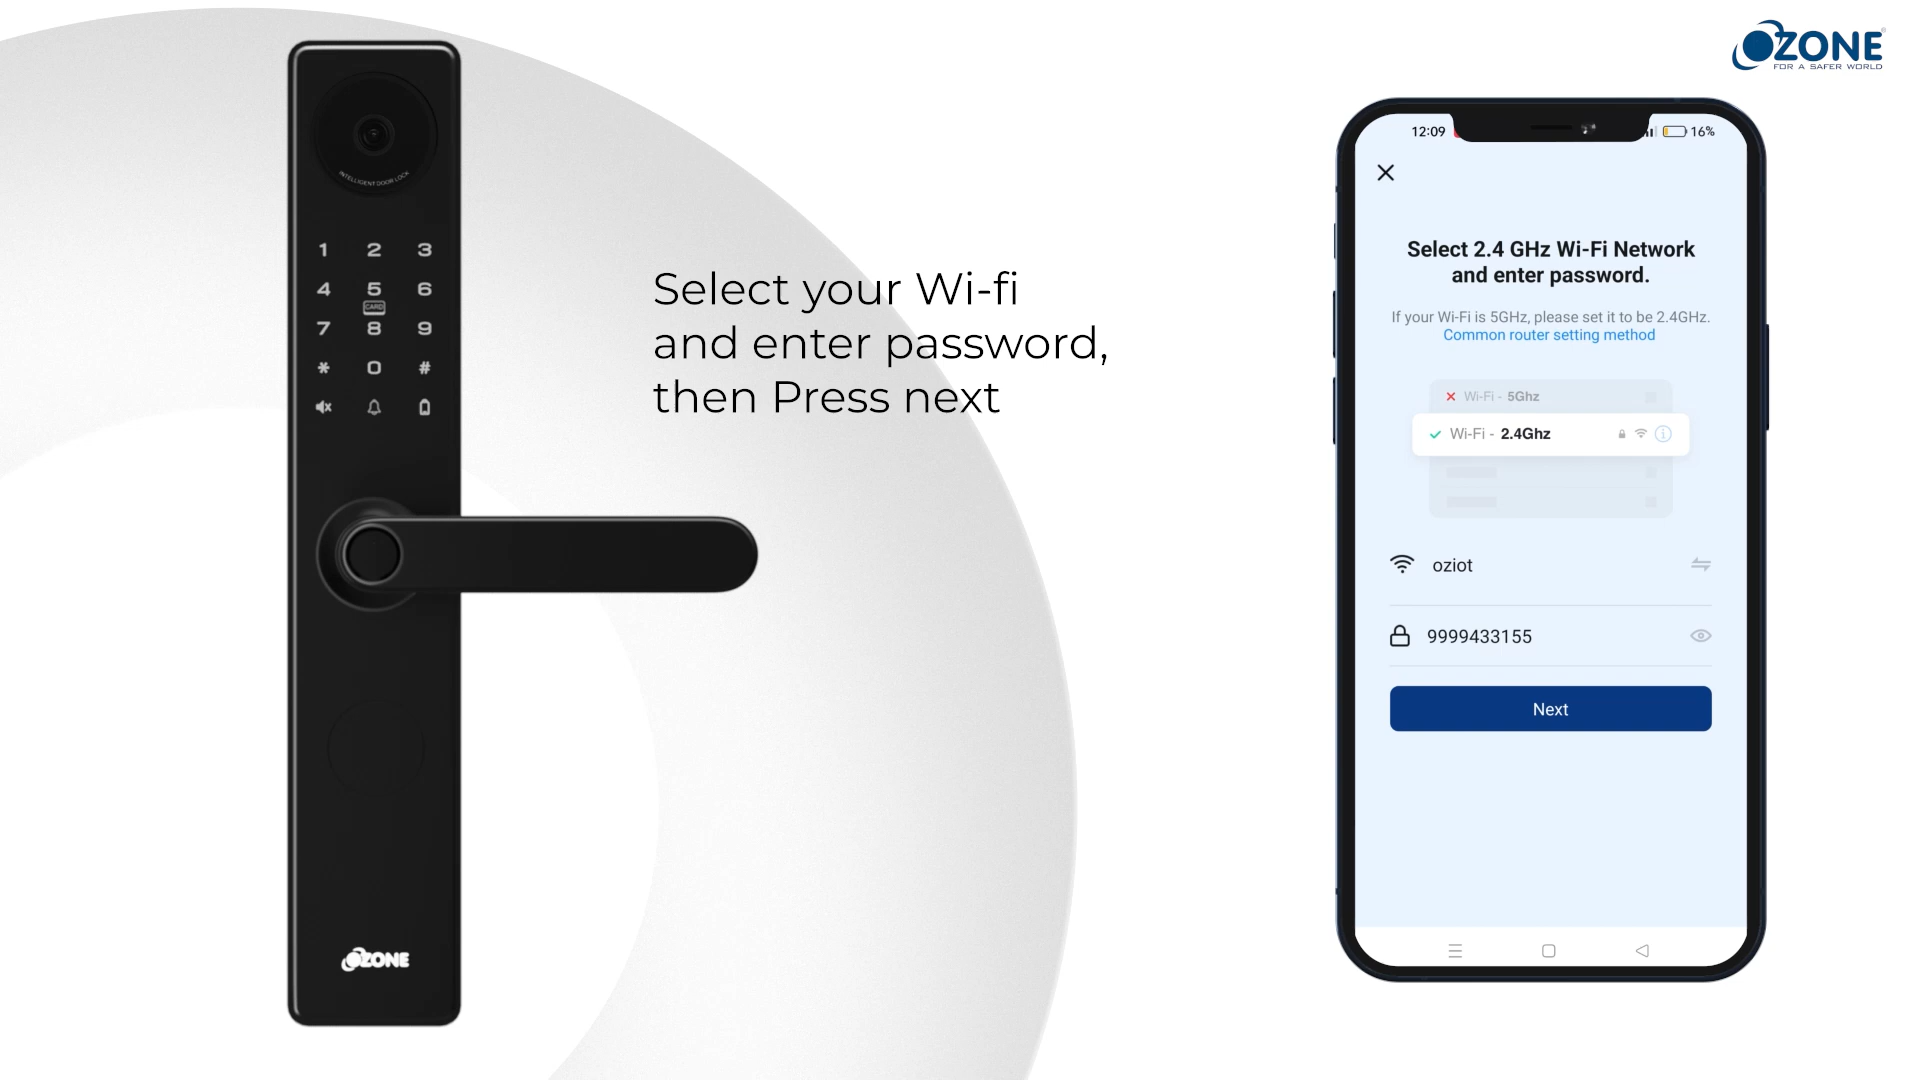 OZONE
FOR A SAFER WORLD
INTELLIGENT DOOR LOCK
1 2 3
4 5 6
CARD
7 8 9
* 0 #
OZONE
Select your Wi-fi
and enter password,
then Press next
12:09 16%
Select 2.4 GHz Wi-Fi Network
and enter password.
If your Wi-Fi is 5GHz, please set it to be 2.4GHz.
Common router setting method
Wi-Fi - 5Ghz
Wi-Fi - 2.4Ghz
oziot
9999433155
Next